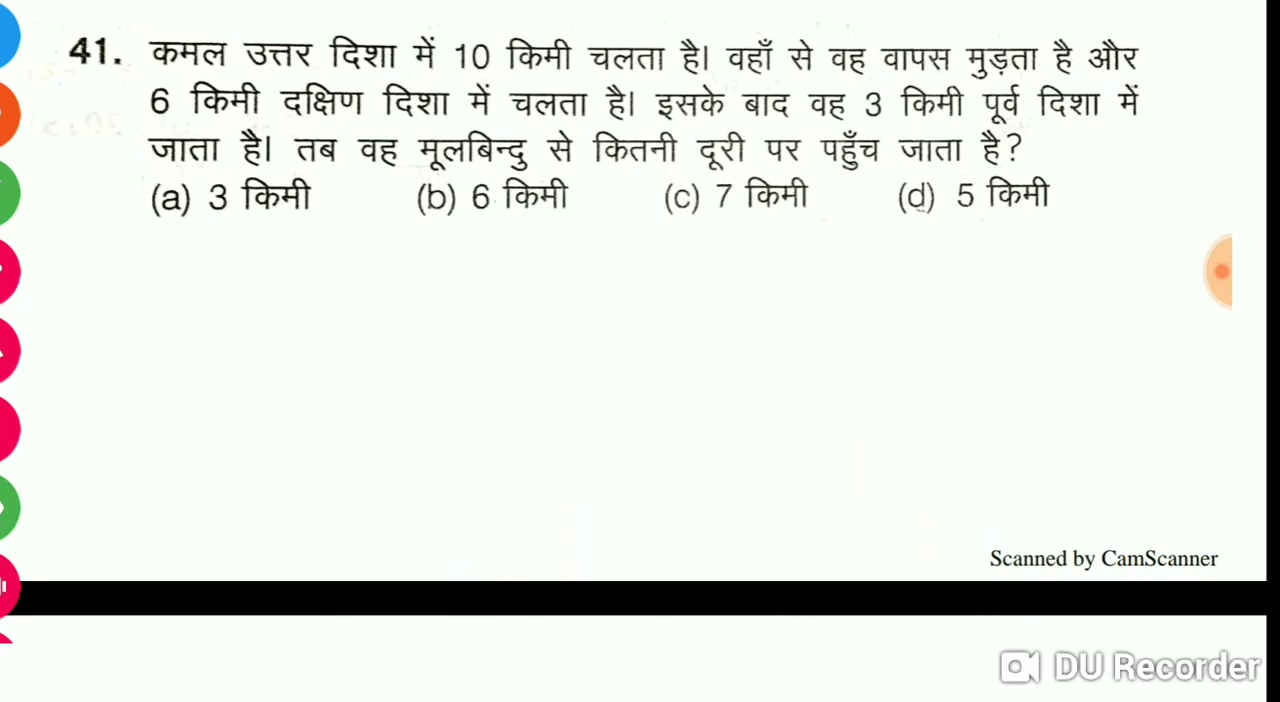 41. कमल उत्तर दिशा में 10 किमी चलता है। वहाँ से वह वापस मुड़ता है और
6 किमी दक्षिण दिशा में चलता है। इसके बाद वह 3 किमी पूर्व दिशा में
जाता है। तब वह मूलबिन्दु से कितनी दूरी पर पहुँच जाता है?
(a) 3 किमी (b) 6 किमी (c) 7 किमी (d) 5 किमी
Scanned by CamScanner
DU Recorder